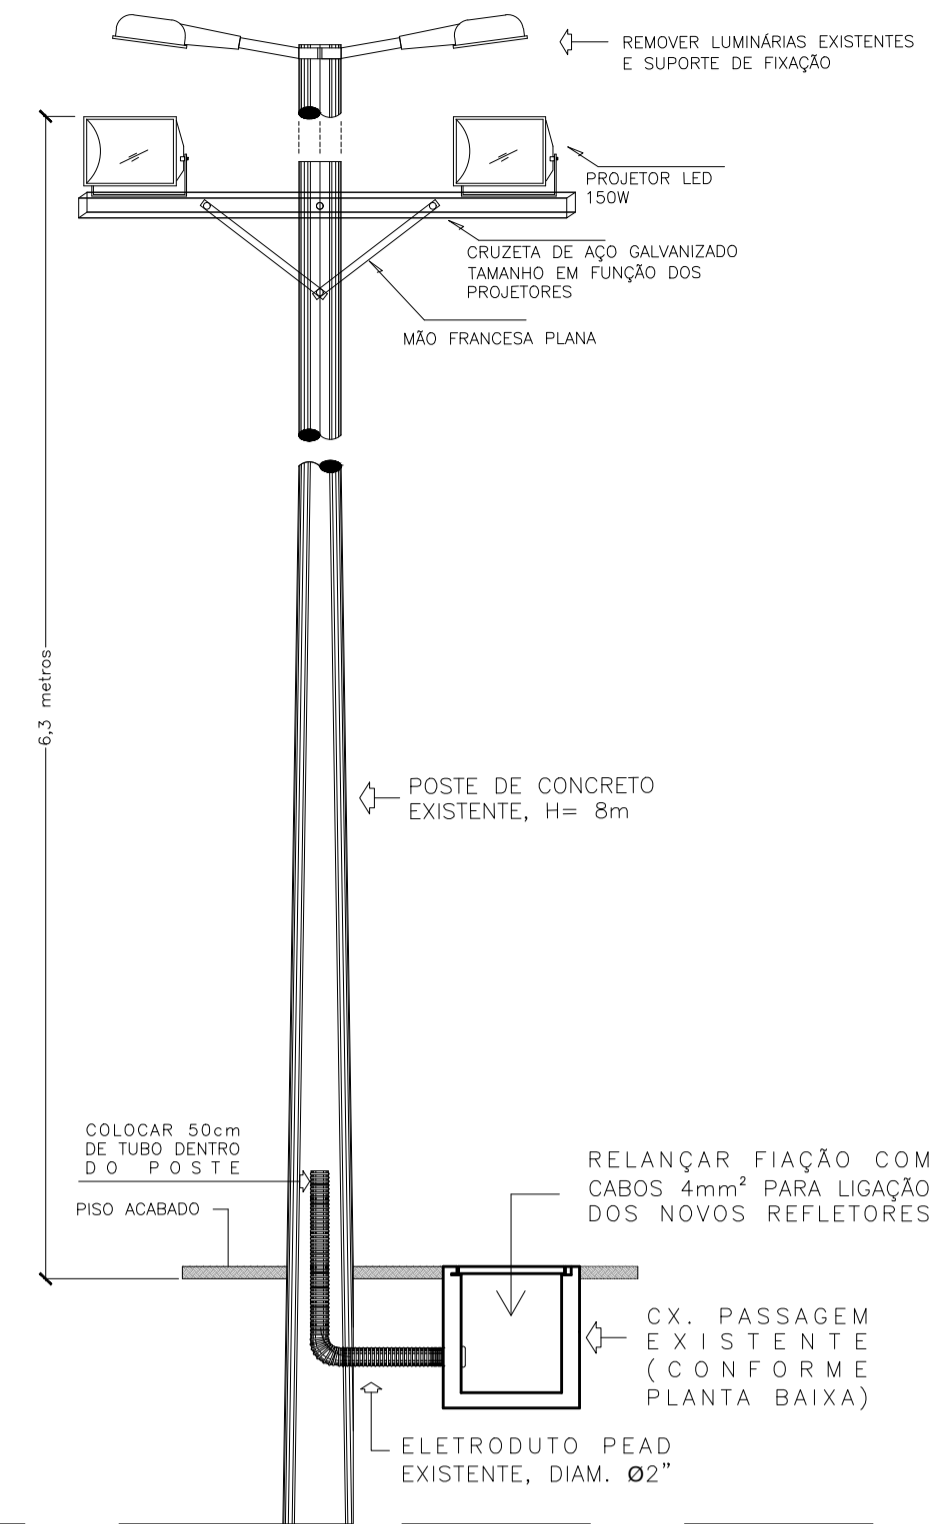 REMOVER LUMINÁRIAS EXISTENTES
E SUPORTE DE FIXAÇÃO
PROJETOR LED
150W
CRUZETA DE AÇO GALVANIZADO
TAMANHO EM FUNÇÃO DOS
PROJETORES
MÃO FRANCESA PLANA
6,3 metros
POSTE DE CONCRETO
EXISTENTE, H= 8m
COLOCAR 50cm
DE TUBO DENTRO
DO POSTE
PISO ACABADO
RELANÇAR FIAÇÃO COM
CABOS 4mm² PARA LIGAÇÃO
DOS NOVOS REFLETORES
CX. PASSAGEM
EXISTENTE
(CONFORME
PLANTA BAIXA)
ELETRODUTO PEAD
EXISTENTE, DIAM. Ø2”